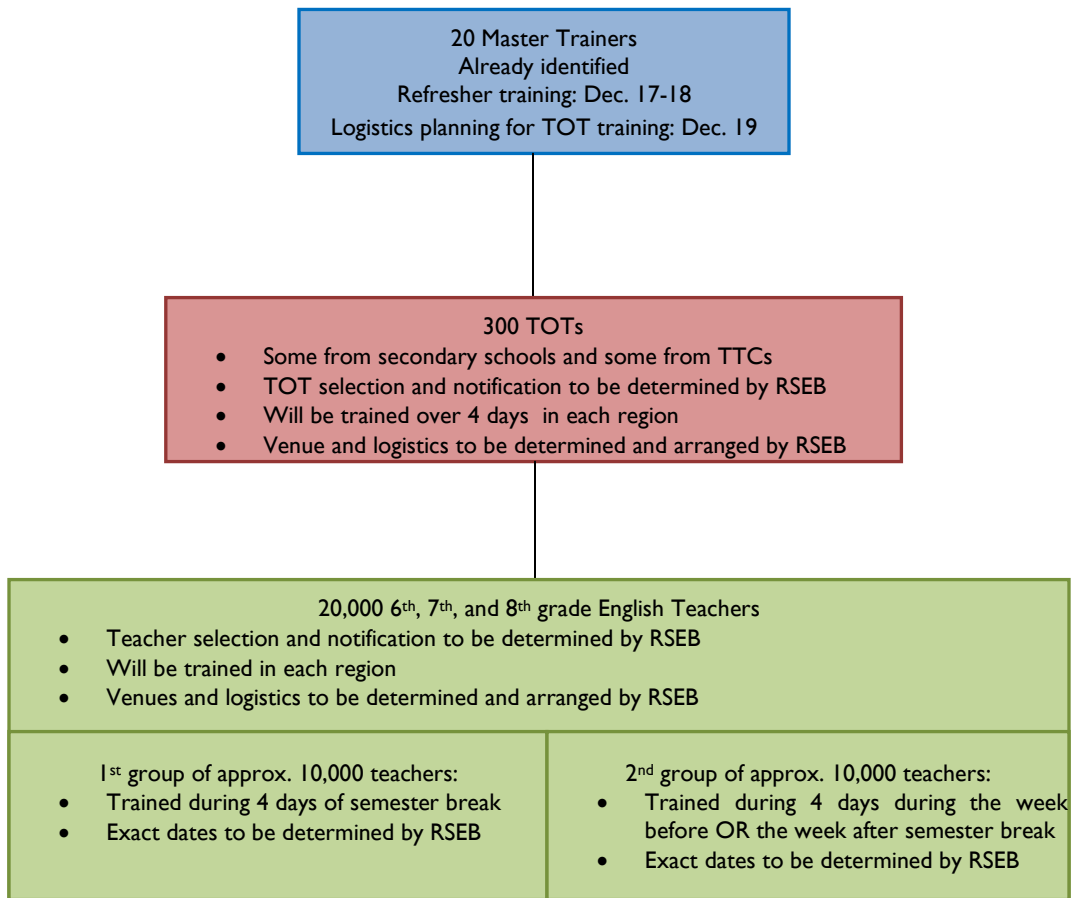 20 Master Trainers
Already identified
Refresher training: Dec. 17-18
Logistics planning for TOT training: Dec. 19
300 TOTs
• Some from secondary schools and some from TTCs
• TOT selection and notification to be determined by RSEB
• Will be trained over 4 days in each region
• Venue and logistics to be determined and arranged by RSEB
20,000 6th, 7th, and 8th grade English Teachers
• Teacher selection and notification to be determined by RSEB
• Will be trained in each region
• Venues and logistics to be determined and arranged by RSEB
1st group of approx. 10,000 teachers:
• Trained during 4 days of semester break
• Exact dates to be determined by RSEB
2nd group of approx. 10,000 teachers:
• Trained during 4 days during the week
before OR the week after semester break
• Exact dates to be determined by RSEB